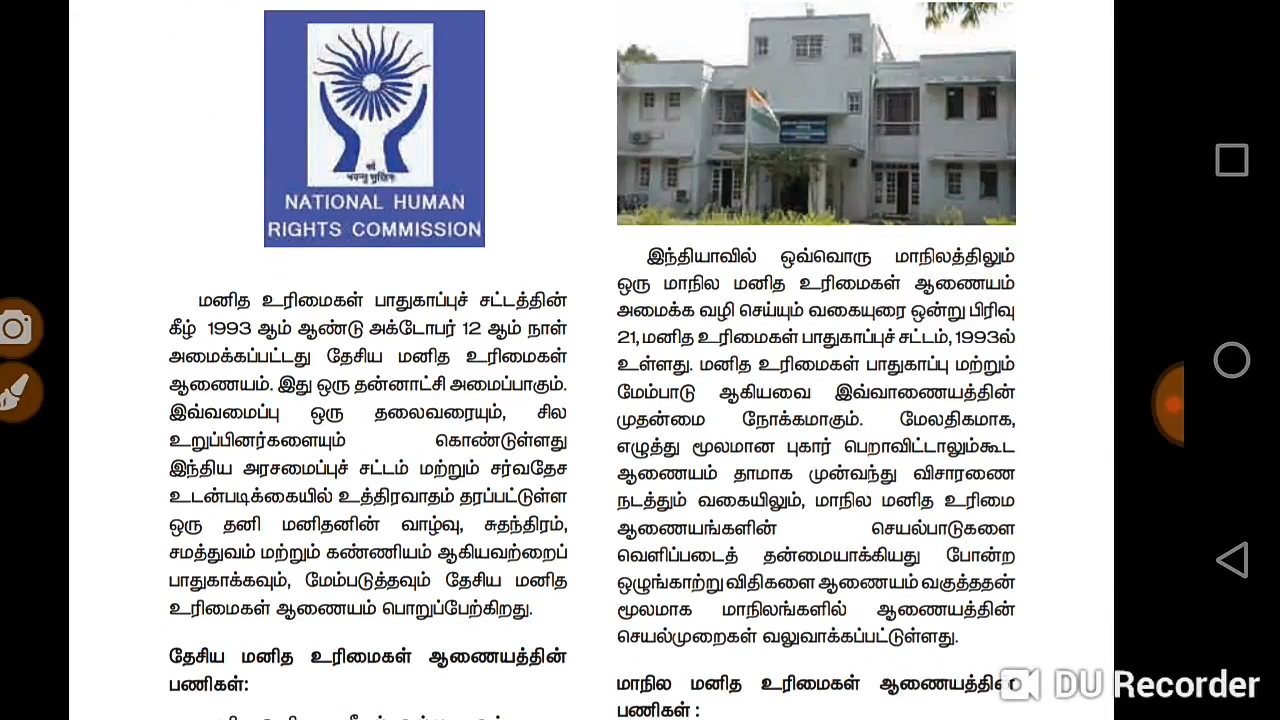 सर्वे
भवन्तु सुखिनः
NATIONAL HUMAN
RIGHTS COMMISSION
மனித உரிமைகள் பாதுகாப்புச் சட்டத்தின்
கீழ் 1993 ஆம் ஆண்டு அக்டோபர் 12 ஆம் நாள்
அமைக்கப்பட்டது தேசிய மனித உரிமைகள்
ஆணையம். இது ஒரு தன்னாட்சி அமைப்பாகும்.
இவ்வமைப்பு ஒரு தலைவரையும், சில
உறுப்பினர்களையும் கொண்டுள்ளது
இந்திய அரசமைப்புச் சட்டம் மற்றும் சர்வதேச
உடன்படிக்கையில் உத்திரவாதம் தரப்பட்டுள்ள
ஒரு தனி மனிதனின் வாழ்வு, சுதந்திரம்,
சமத்துவம் மற்றும் கண்ணியம் ஆகியவற்றைப்
பாதுகாக்கவும், மேம்படுத்தவும் தேசிய மனித
உரிமைகள் ஆணையம் பொறுப்பேற்கிறது.
தேசிய மனித உரிமைகள் ஆணையத்தின்
பணிகள்:
இந்தியாவில் ஒவ்வொரு மாநிலத்திலும்
ஒரு மாநில மனித உரிமைகள் ஆணையம்
அமைக்க வழி செய்யும் வகையுரை ஒன்று பிரிவு
21, மனித உரிமைகள் பாதுகாப்புச் சட்டம், 1993ல்
உள்ளது. மனித உரிமைகள் பாதுகாப்பு மற்றும்
மேம்பாடு ஆகியவை இவ்வாணையத்தின்
முதன்மை நோக்கமாகும். மேலதிகமாக,
எழுத்து மூலமான புகார் பெறாவிட்டாலும்கூட
ஆணையம் தாமாக முன்வந்து விசாரணை
நடத்தும் வகையிலும், மாநில மனித உரிமை
ஆணையங்களின் செயல்பாடுகளை
வெளிப்படைத் தன்மையாக்கியது போன்ற
ஒழுங்காற்று விதிகளை ஆணையம் வகுத்ததன்
மூலமாக மாநிலங்களில் ஆணையத்தின்
செயல்முறைகள் வலுவாக்கப்பட்டுள்ளது.
மாநில மனித உரிமைகள் ஆணையத்தின்
பணிகள் :
DU Recorder